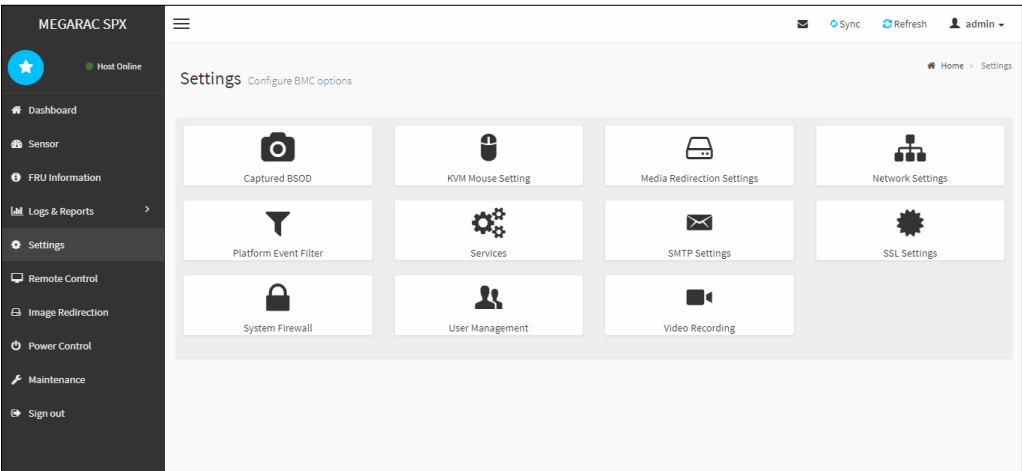 MEGARAC SPX
Sync
Refresh
admin
Host Online
Settings Configure BMC options
Home > Settings
Dashboard
Sensor
FRU Information
Logs & Reports
Settings
Remote Control
Image Redirection
Power Control
Maintenance
Sign out
Captured BSOD
KVM Mouse Setting
Media Redirection Settings
Network Settings
Platform Event Filter
Services
SMTP Settings
SSL Settings
System Firewall
User Management
Video Recording